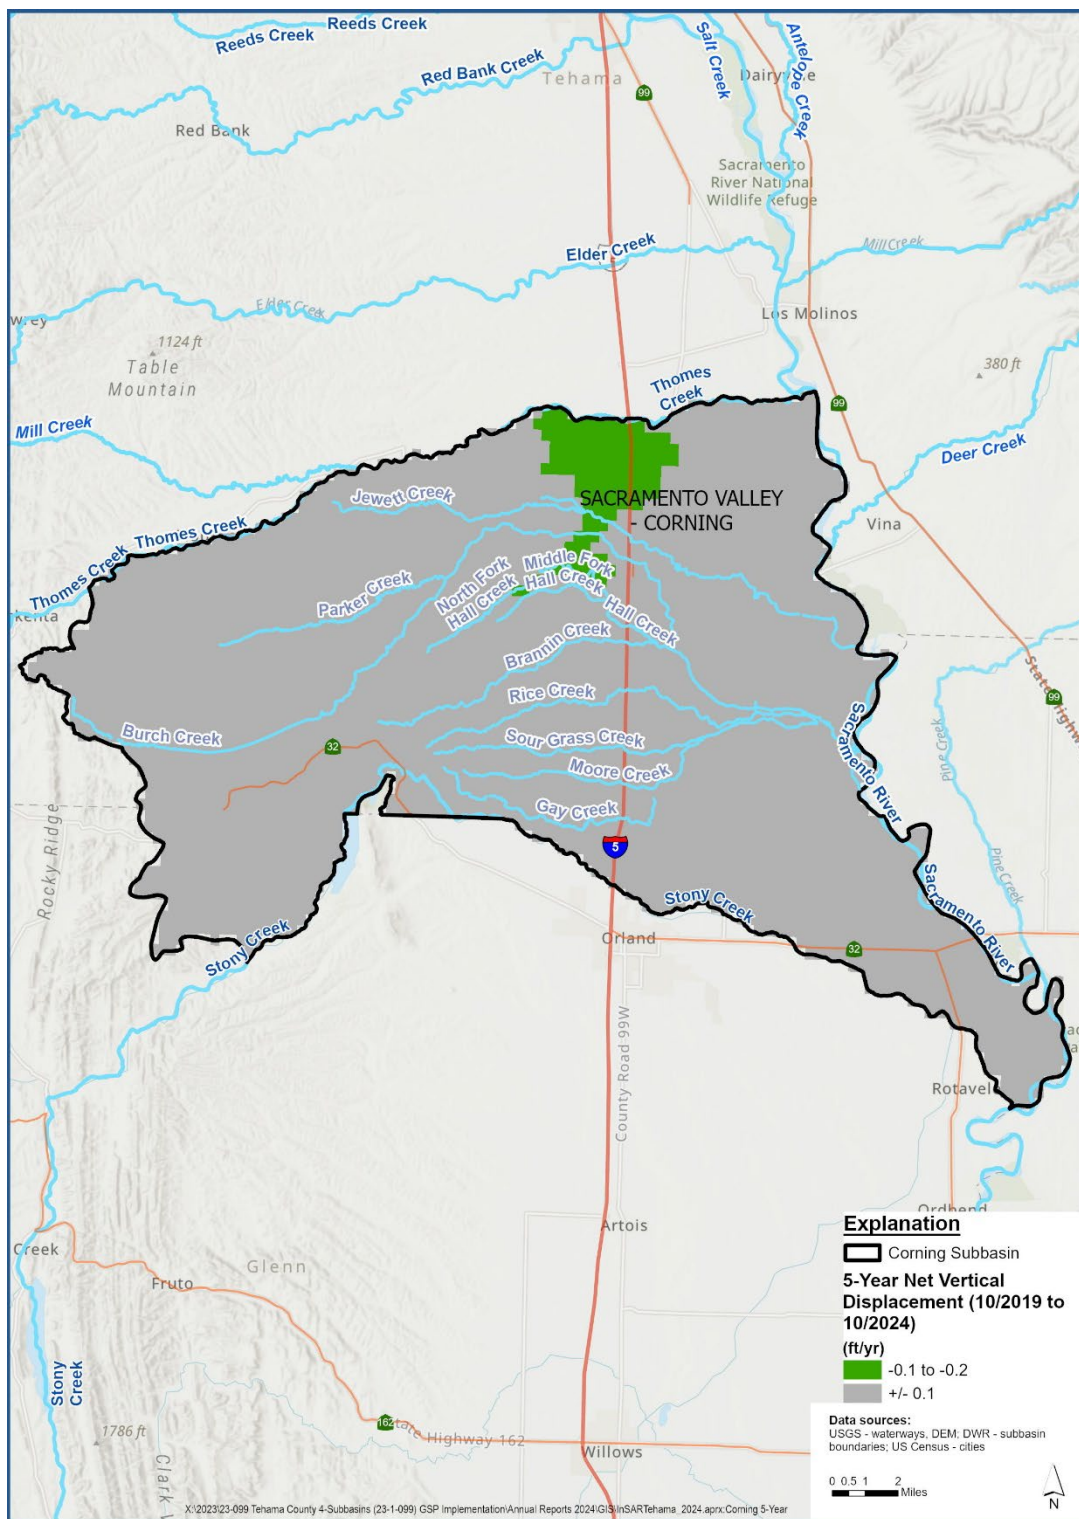 Reeds Creek
Reeds Creek
Red Bank Creek
Salt Creek
Antelope Creek
Tehama
99
Red Bank
Sacramento
River National
Wildlife Refuge
Elder Creek
Mill Creek
Elder Creek
Los Molinos
1124 ft
Table
Mountain
380 ft
Thomes
Creek
99
Mill Creek
Deer Creek
Jewett Creek
SACRAMENTO VALLEY
- CORNING
Vina
Thomes Creek
Thomes Creek
Parker Creek
North Fork
Hall Creek
Middle Fork
Hall Creek
Hall Creek
Brannin Creek
Rice Creek
State Highw
99
Burch Creek
32
Sour Grass Creek
Moore Creek
Gay Creek
Sacramento River
Pine Creek
Rocky Ridge
5
Pine Creek
Stony Creek
Sacramento River
Stony Creek
Orland
32
County Road 99W
Artois
Creek
Glenn
Fruto
Stony
Creek
1786 ft
162
State Highway 162
Willows
Explanation
Corning Subbasin
5-Year Net Vertical
Displacement (10/2019 to
10/2024)
(ft/yr)
-0.1 to -0.2
+/- 0.1
Data sources:
USGS - waterways, DEM; DWR - subbasin
boundaries; US Census - cities
0 0.5 1 2
Miles
N
X:\2023\23-099 Tehama County 4-Subbasins (23-1-099) GSP Implementation\Annual Reports 2024\GIS\InSARTehama_2024.aprx:Corning 5-Year